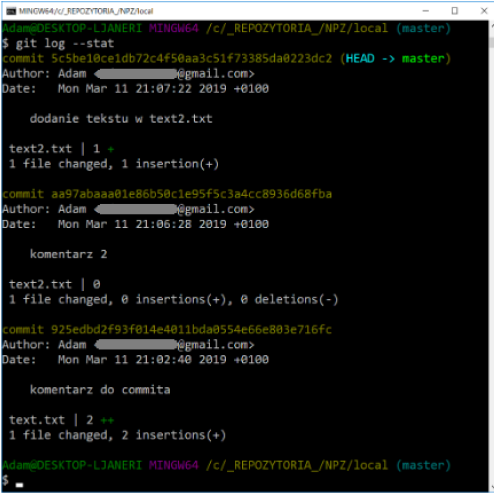 MINGW64:/c/_REPOZYTORIA_/NPZ/local
Adam@DESKTOP-LJANERI MINGW64 /c/_REPOZYTORIA_/NPZ/local (master)
$ git log --stat
commit 5c5be10ce1db72c4f50aa3c51f73385da0223dc2 (HEAD -> master)
Author: Adam < @gmail.com>
Date: Mon Mar 11 21:07:22 2019 +0100
dodanie tekstu w text2.txt
text2.txt | 1 +
1 file changed, 1 insertion(+)
commit aa97abaaa01e86b50c1e95f5c3a4cc8936d68fba
Author: Adam < @gmail.com>
Date: Mon Mar 11 21:06:28 2019 +0100
komentarz 2
text2.txt | 0
1 file changed, 0 insertions(+), 0 deletions(-)
commit 925edbd2f93f014e4011bda0554e66e803e716fc
Author: Adam < @gmail.com>
Date: Mon Mar 11 21:02:40 2019 +0100
komentarz do commita
text.txt | 2 ++
1 file changed, 2 insertions(+)
Adam@DESKTOP-LJANERI MINGW64 /c/_REPOZYTORIA_/NPZ/local (master)
$